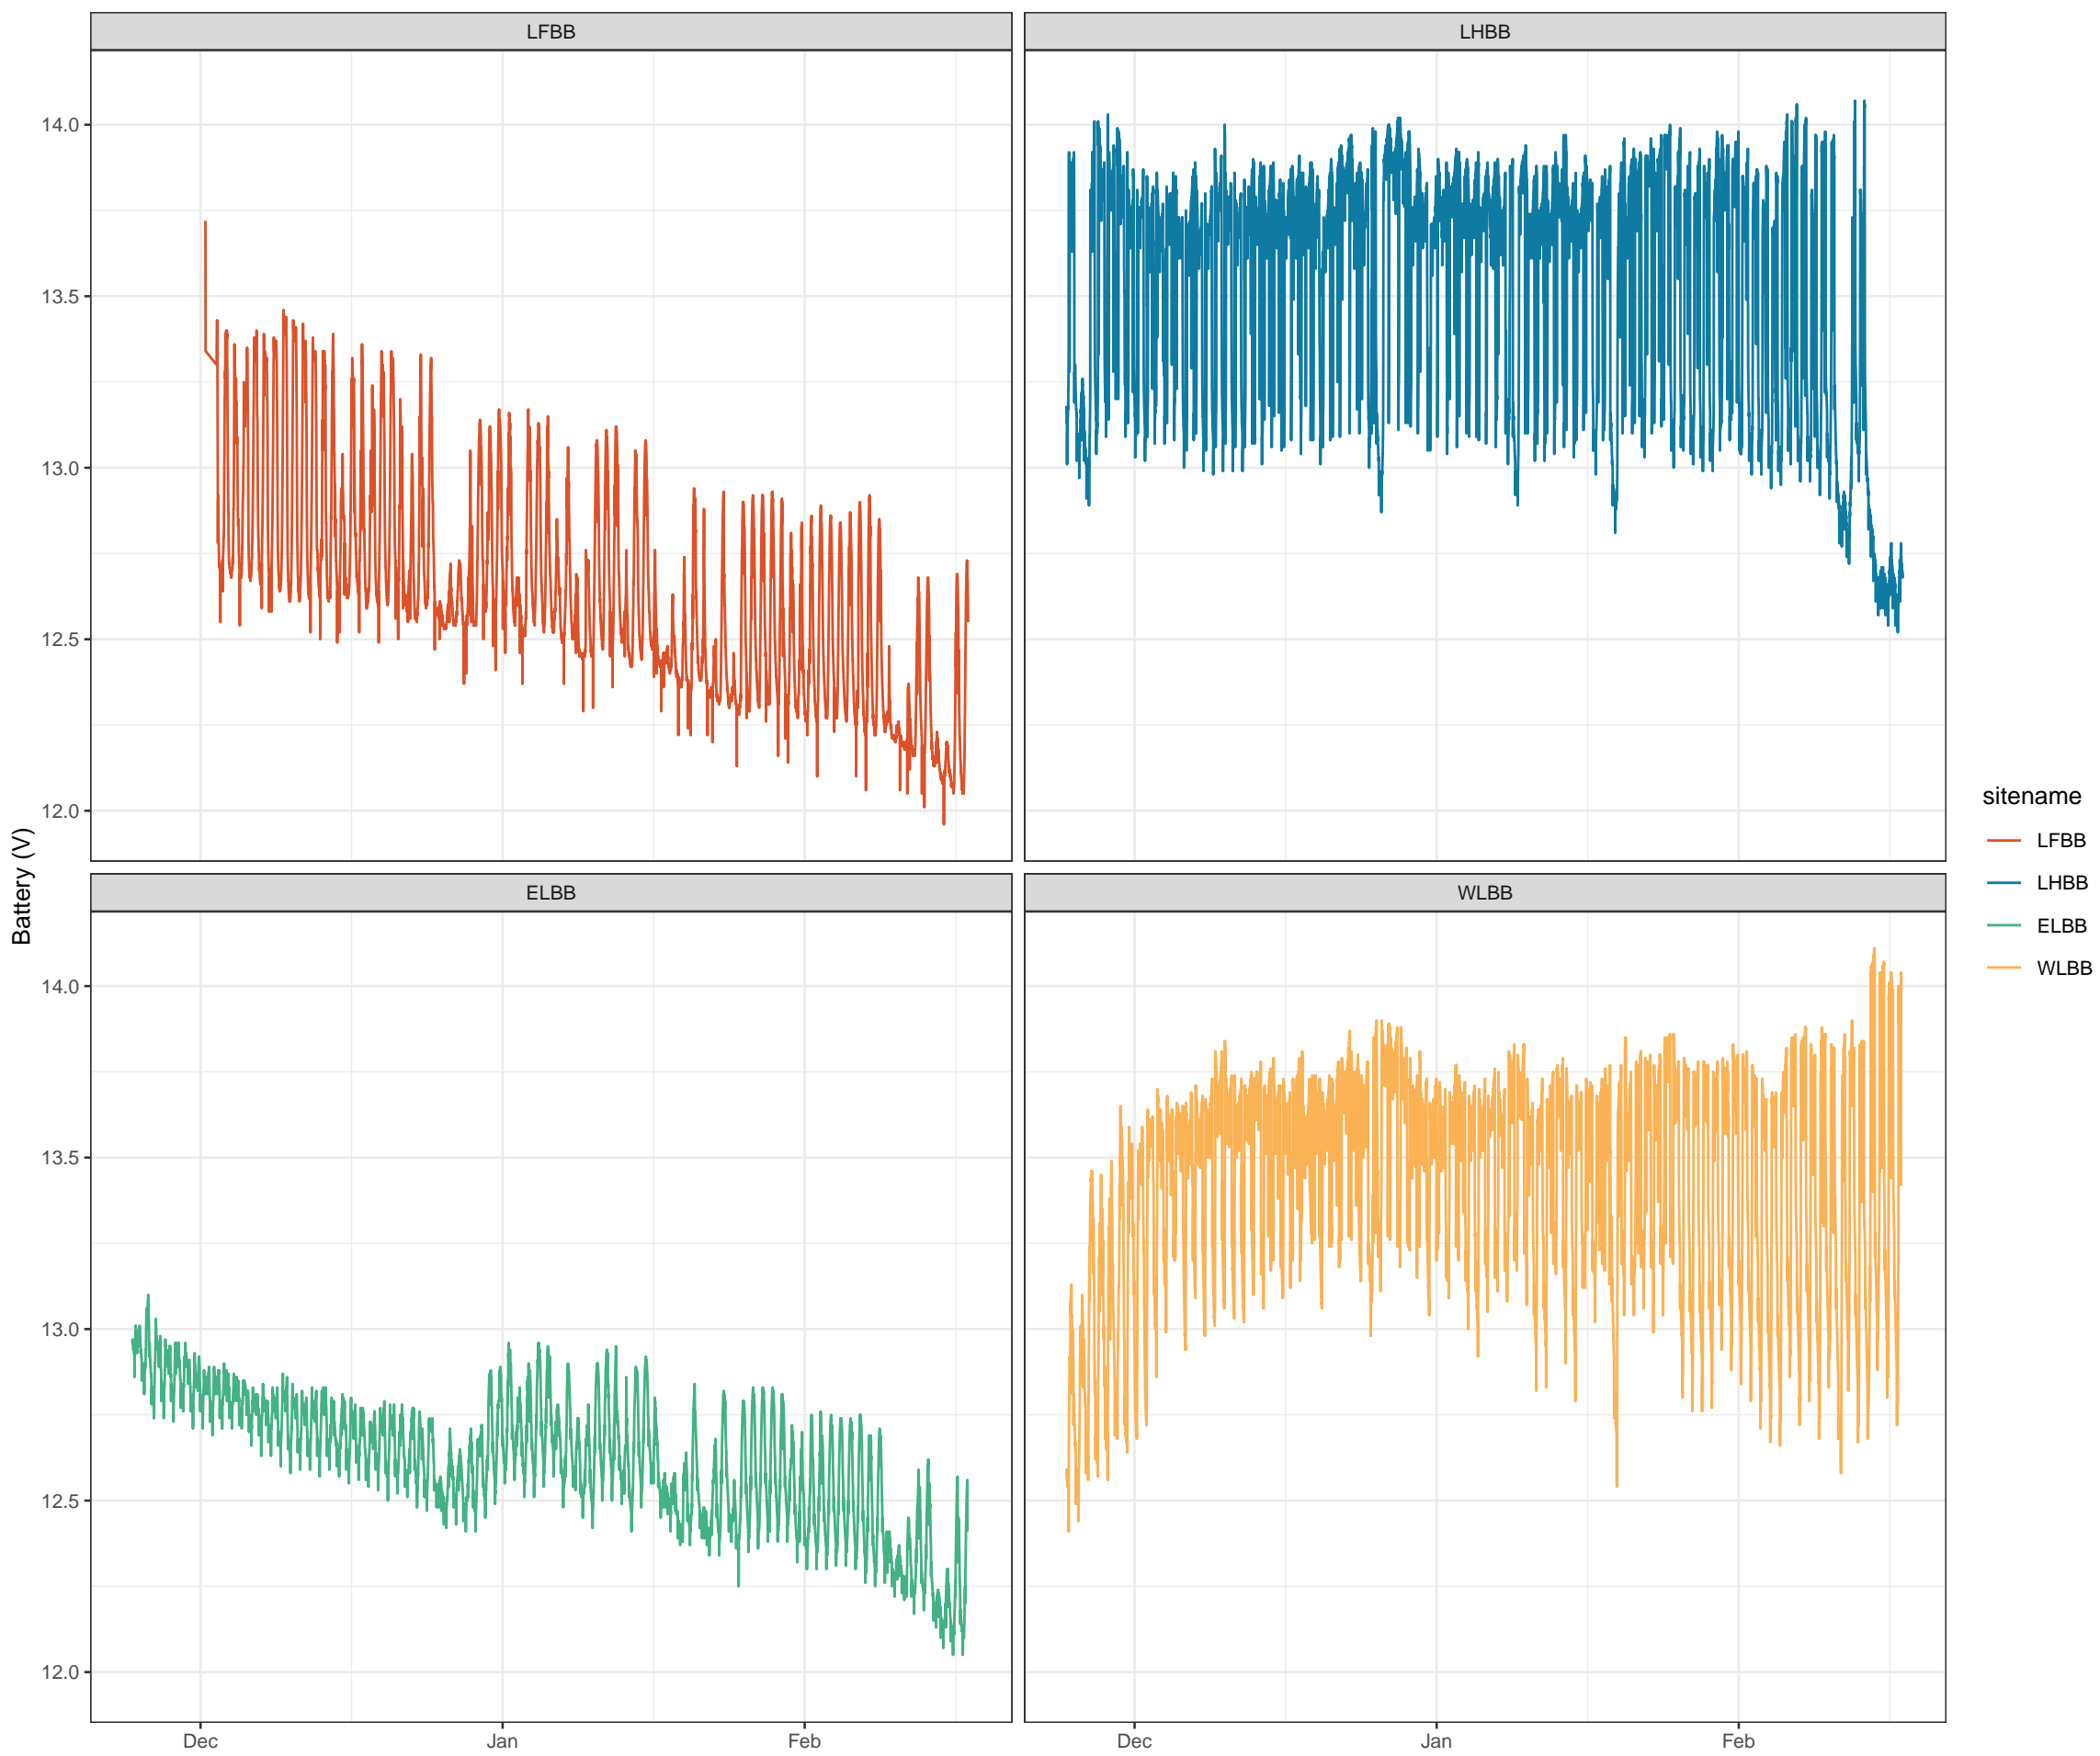 LFBB
LHBB
14.0
13.5
13.0
12.5
12.0
ELBB
WLBB
14.0
13.5
13.0
12.5
12.0
Dec
Jan
Feb
Dec
Jan
Feb
Battery (V)
sitename
LFBB
LHBB
ELBB
WLBB